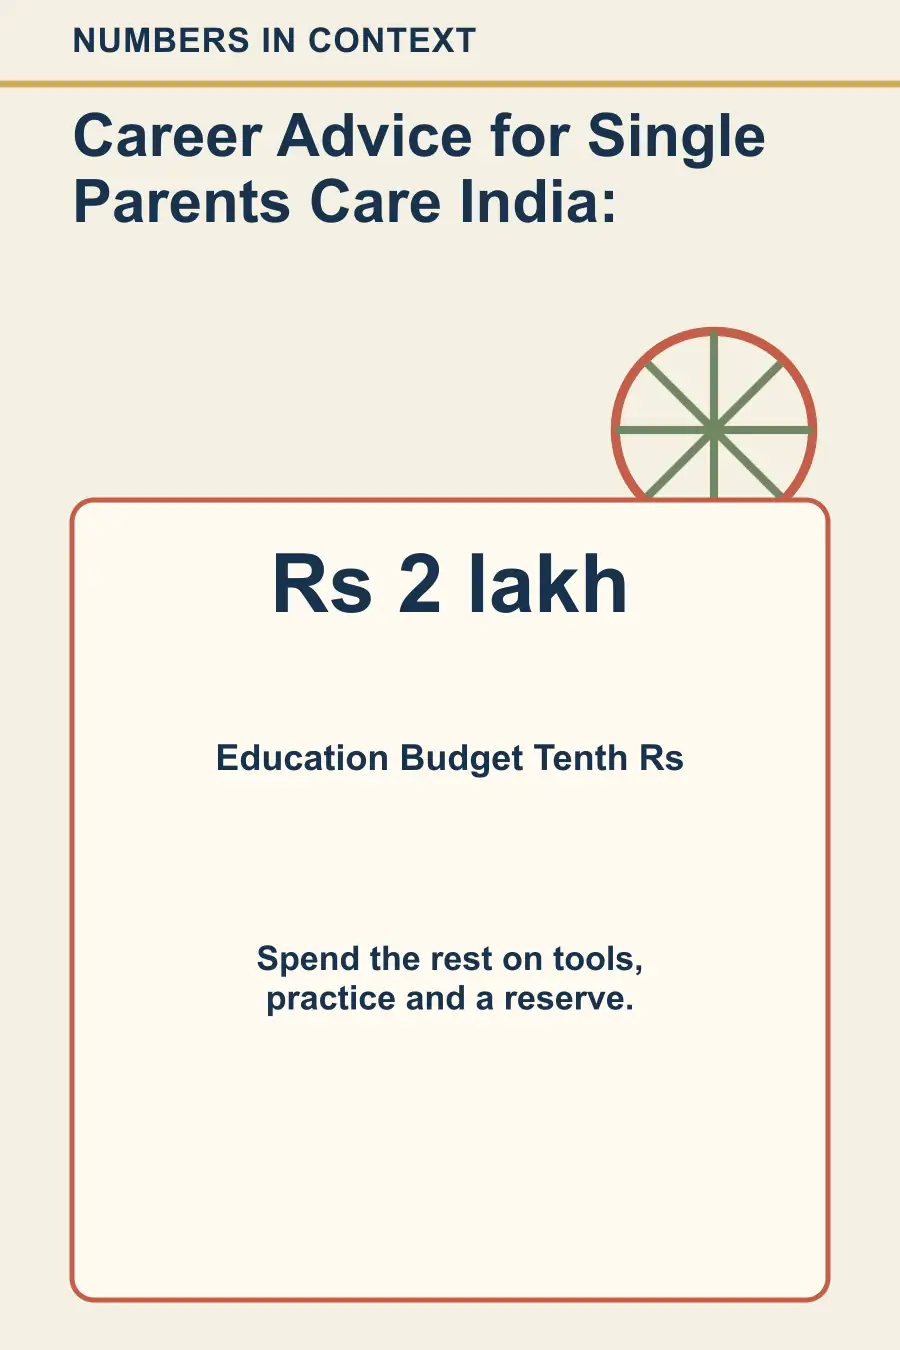 NUMBERS IN CONTEXT
Career Advice for Single
Parents Care India:
Rs 2 lakh
Education Budget Tenth Rs
Spend the rest on tools,
practice and a reserve.